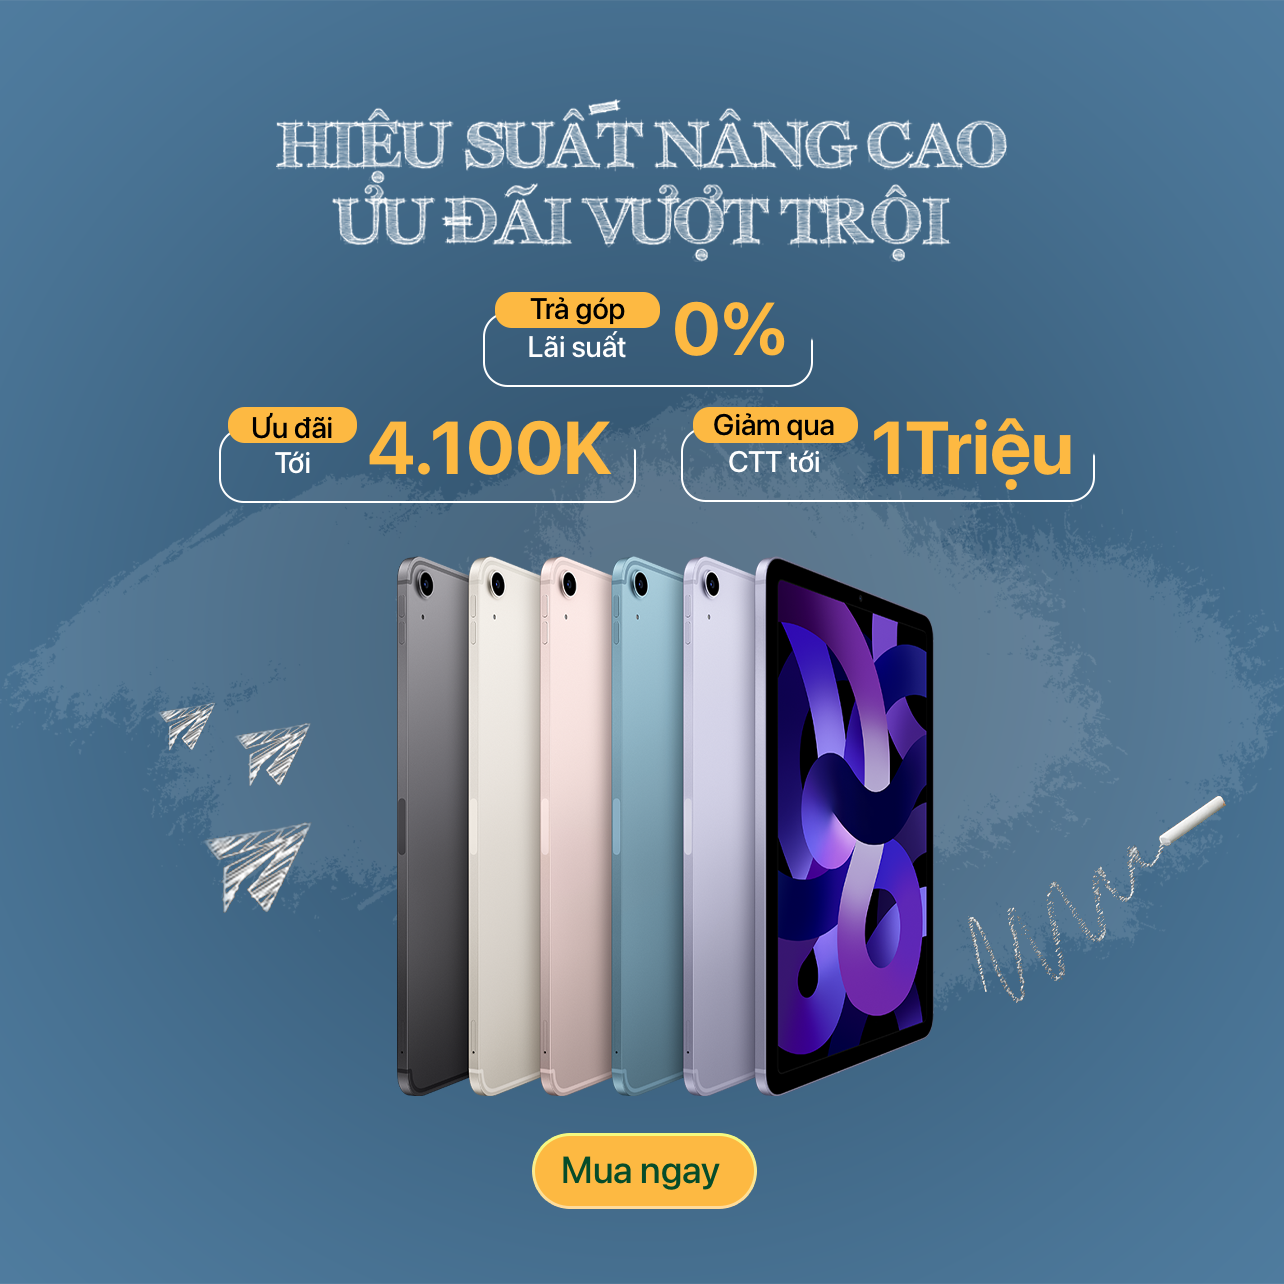 HIỆU SUẤT NÂNG CAO
ƯU ĐÃI VƯỢT TRỘI
Trả góp
Lãi suất
0%
Ưu đãi
Tới
4.100K
Giảm qua
CTT tới
1Triệu
Mua ngay